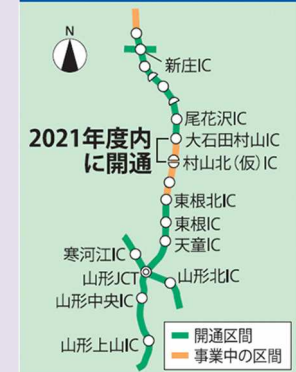 N
新庄IC
尾花沢IC
2021年度内
に開通
大石田村山IC
村山北(仮)IC
東根北IC
東根IC
天童IC
寒河江IC
山形JCT
山形北IC
山形中央IC
山形上山IC
開通区間
事業中の区間